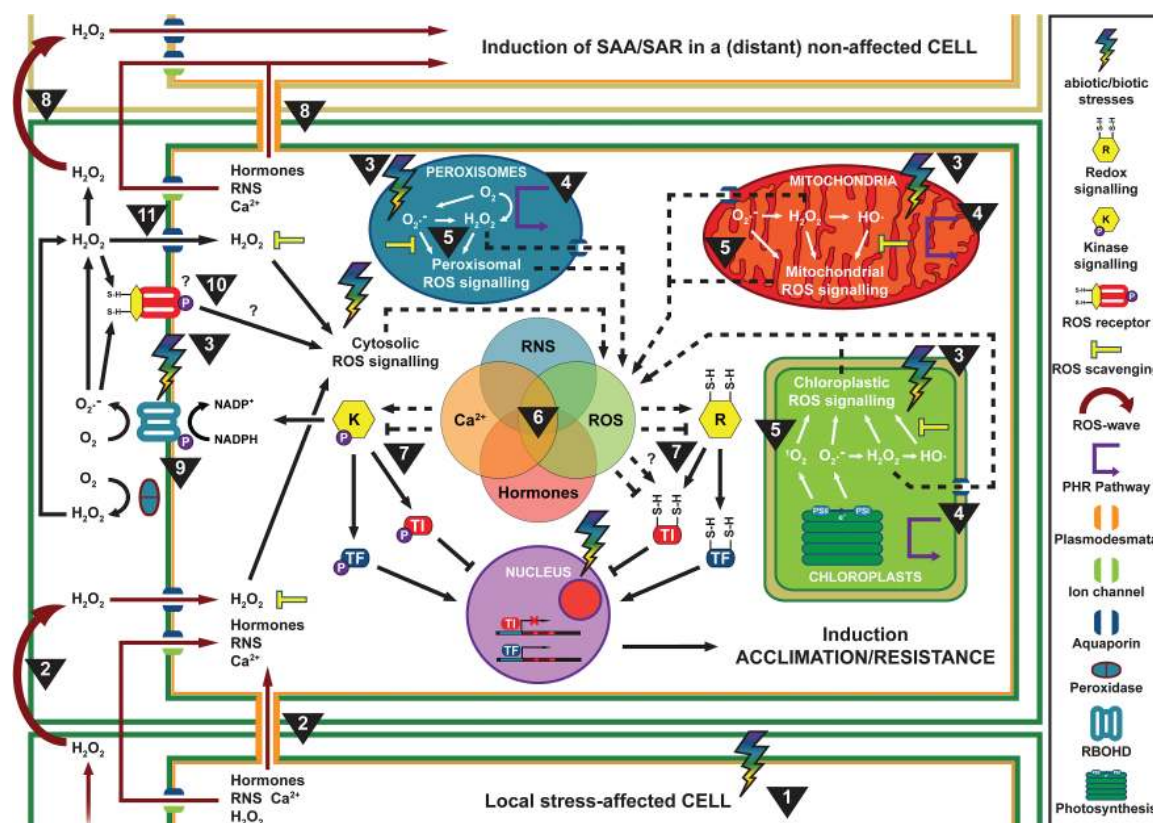 H2O2
Induction of SAA/SAR in a (distant) non-affected CELL
8
8
H2O2
Hormones
RNS
Ca2+
11
H2O2
H2O2
3
PEROXISOMES
4
O2
O2·-
H2O2
5
Peroxisomal
ROS signalling
3
MITOCHONDRIA
4
O2·-
H2O2
HO·
5
Mitochondrial
ROS signalling
S-H
S-H
?
P
10
?
Cytosolic
ROS signalling
3
O2·-
O2
NADP+
NADPH
P
9
O2
H2O2
K
P
7
RNS
Ca2+
6
ROS
Hormones
S-H
S-H
R
?
7
3
Chloroplastic
ROS signalling
5
1O2
O2·-
H2O2
HO·
PSII
e-
PSI
4
CHLOROPLASTS
TI
P
TF
P
S-H
S-H
TI
S-H
S-H
TF
NUCLEUS
TI
TF
Induction
ACCLIMATION/RESISTANCE
H2O2
H2O2
Hormones
RNS
Ca2+
2
2
H2O2
Hormones
RNS Ca2+
H2O2
Local stress-affected CELL
1
abiotic/biotic
stresses
S-H
S-H
R
Redox
signalling
K
P
Kinase
signalling
S-H
S-H
P
ROS receptor
ROS scavenging
ROS-wave
PHR Pathway
Plasmodesmata
Ion channel
Aquaporin
Peroxidase
RBOHD
Photosynthesis